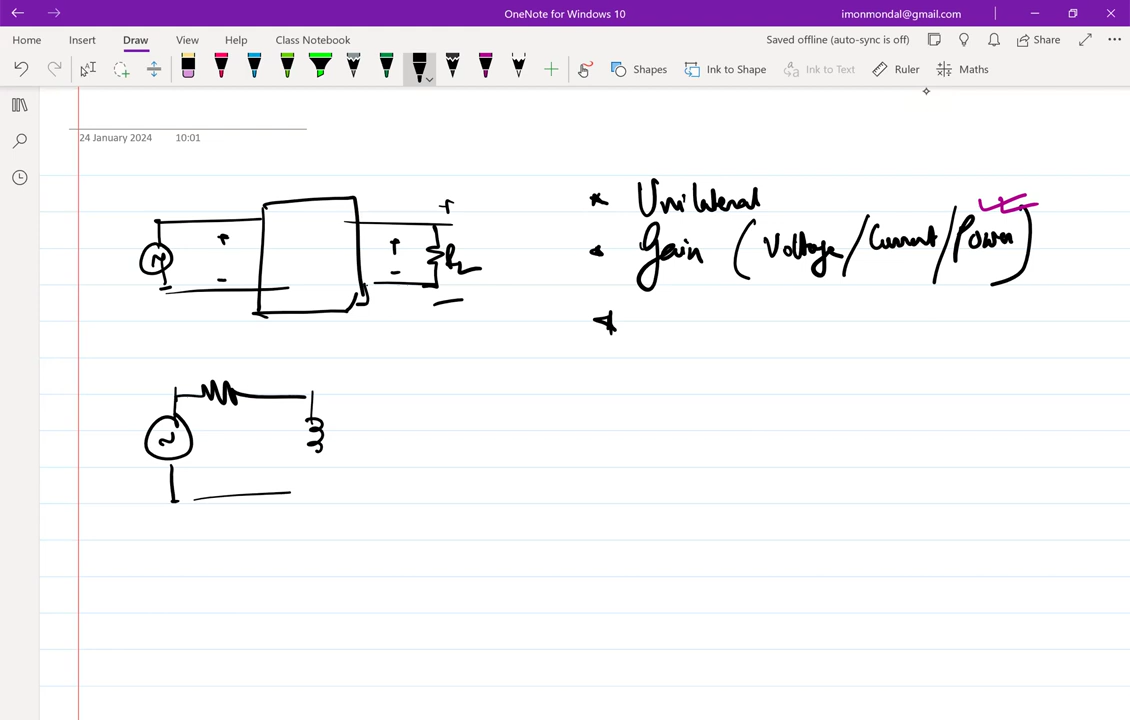 OneNote for Windows 10
imonmondal@gmail.com
Home Insert Draw View Help Class Notebook
Saved offline (auto-sync is off)
Share
Shapes
Ink to Shape
Ink to Text
Ruler
Maths
24 January 2024 10:01
Unilateral
Gain (Voltage/Current/Power)
+ - + - +
R_L